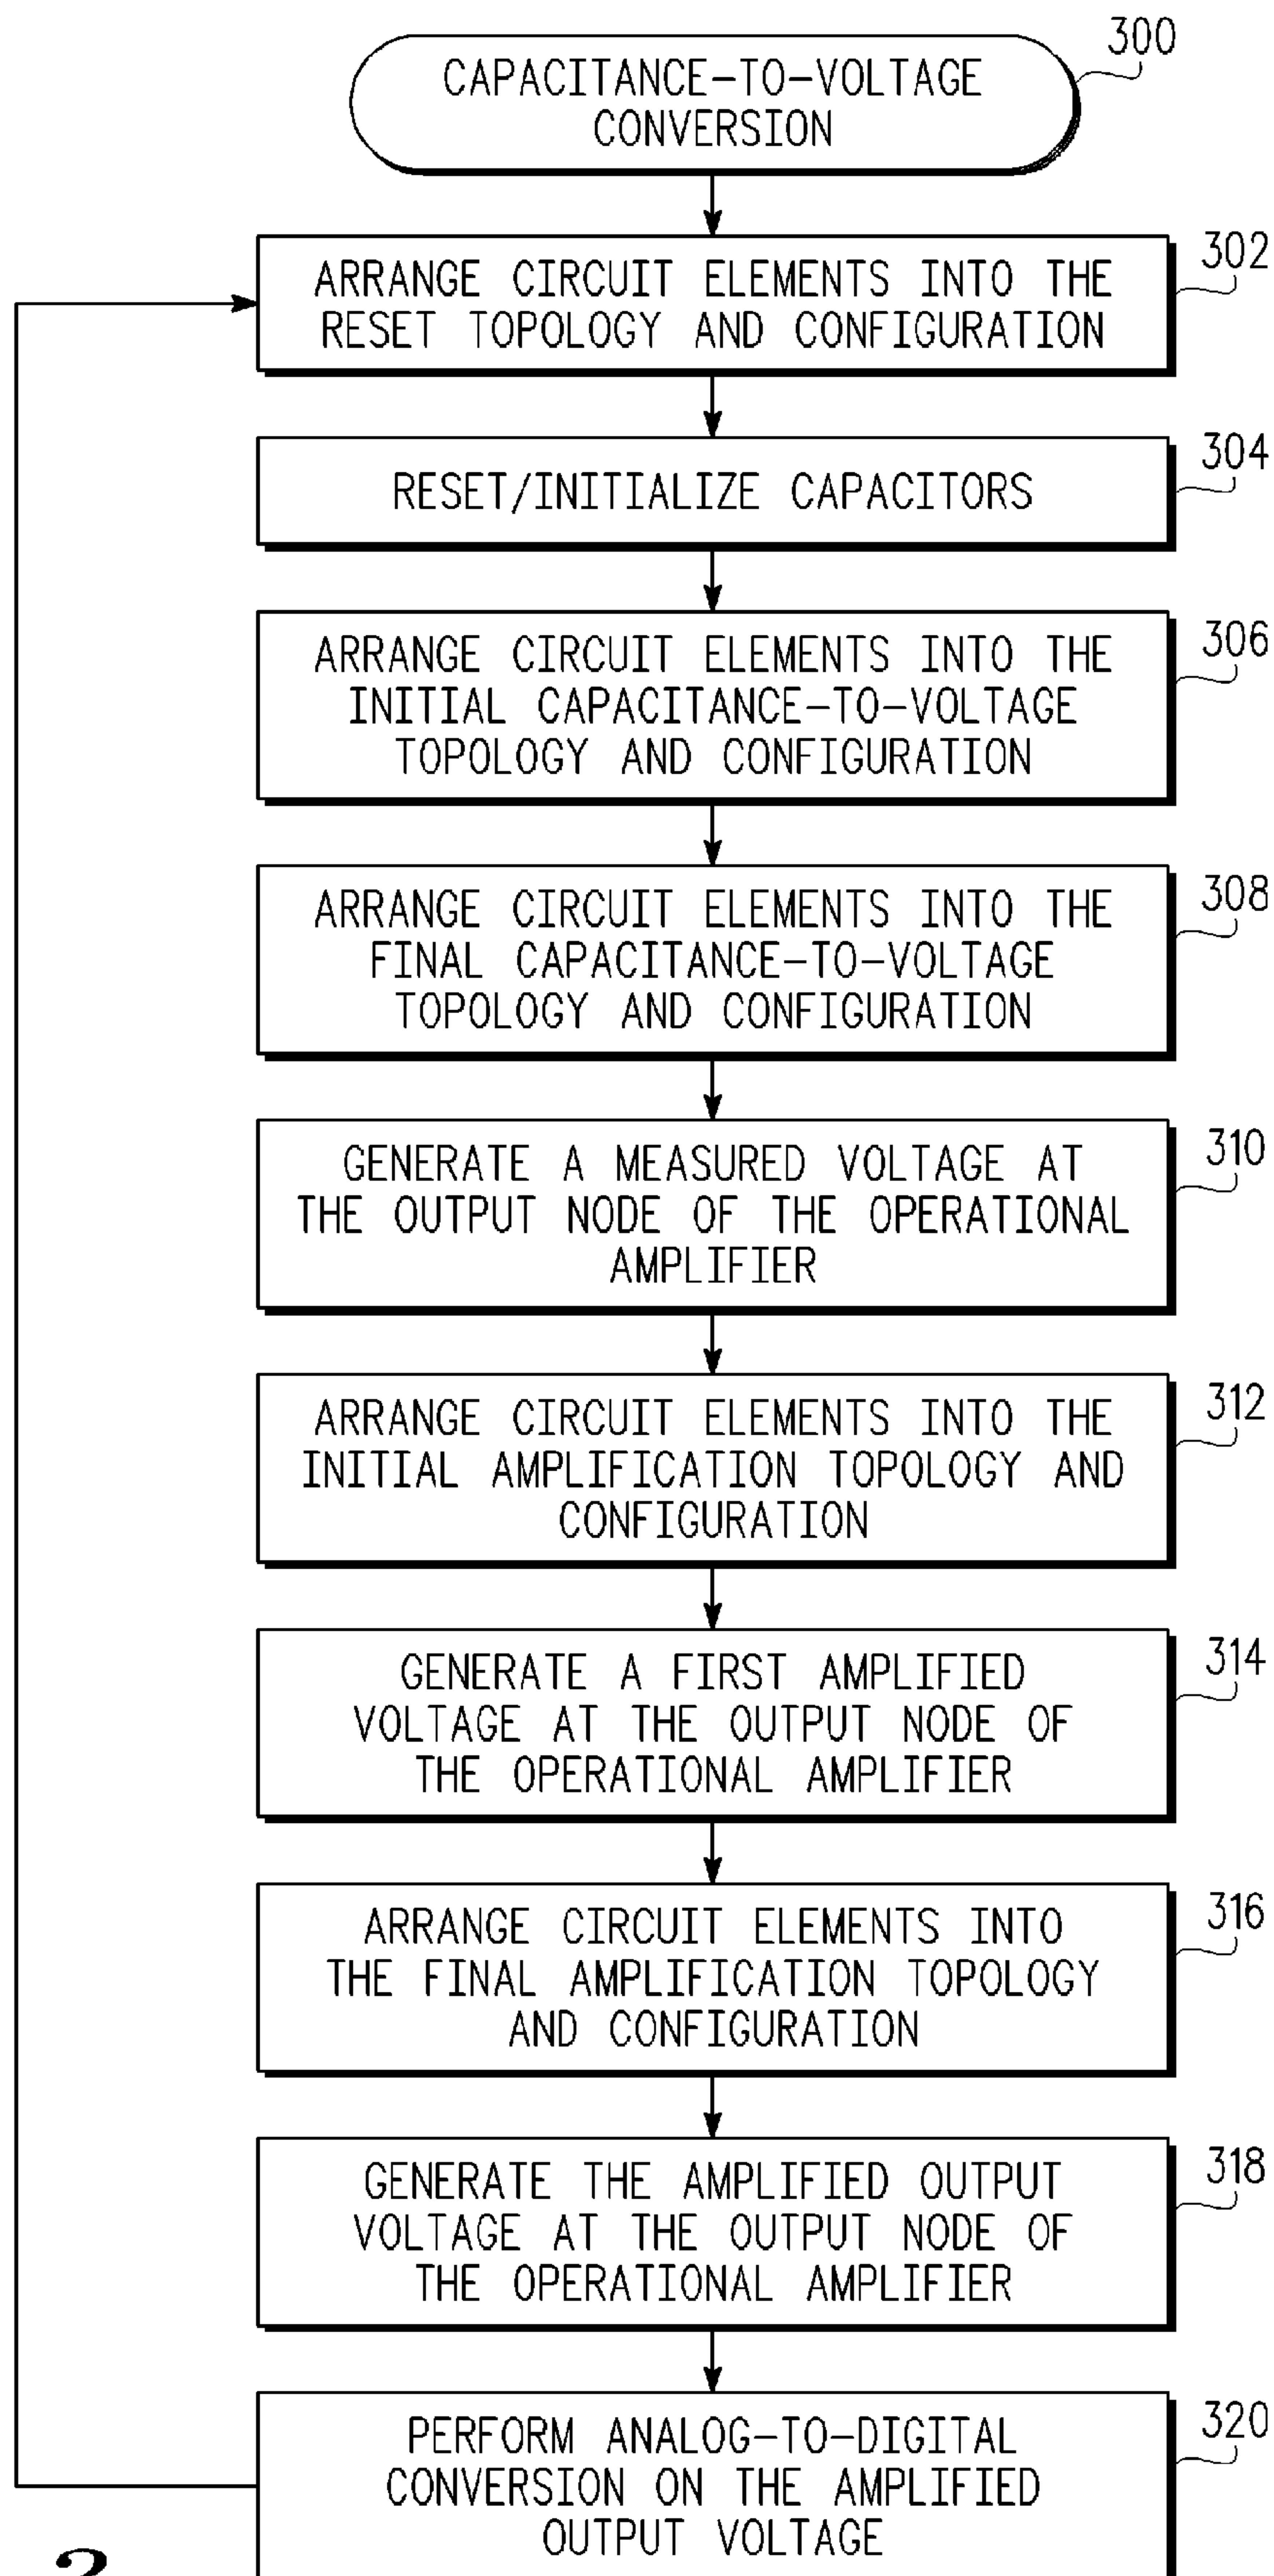 300
CAPACITANCE-TO-VOLTAGE
CONVERSION
302
ARRANGE CIRCUIT ELEMENTS INTO THE
RESET TOPOLOGY AND CONFIGURATION
304
RESET/INITIALIZE CAPACITORS
306
ARRANGE CIRCUIT ELEMENTS INTO THE
INITIAL CAPACITANCE-TO-VOLTAGE
TOPOLOGY AND CONFIGURATION
308
ARRANGE CIRCUIT ELEMENTS INTO THE
FINAL CAPACITANCE-TO-VOLTAGE
TOPOLOGY AND CONFIGURATION
310
GENERATE A MEASURED VOLTAGE AT
THE OUTPUT NODE OF THE OPERATIONAL
AMPLIFIER
312
ARRANGE CIRCUIT ELEMENTS INTO THE
INITIAL AMPLIFICATION TOPOLOGY AND
CONFIGURATION
314
GENERATE A FIRST AMPLIFIED
VOLTAGE AT THE OUTPUT NODE OF
THE OPERATIONAL AMPLIFIER
316
ARRANGE CIRCUIT ELEMENTS INTO
THE FINAL AMPLIFICATION TOPOLOGY
AND CONFIGURATION
318
GENERATE THE AMPLIFIED OUTPUT
VOLTAGE AT THE OUTPUT NODE OF
THE OPERATIONAL AMPLIFIER
320
PERFORM ANALOG-TO-DIGITAL
CONVERSION ON THE AMPLIFIED
OUTPUT VOLTAGE